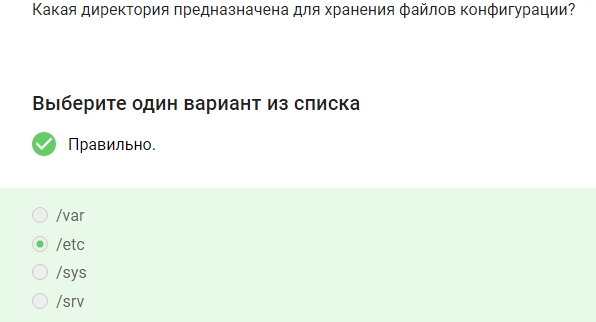 Какая директория предназначена для хранения файлов конфигурации?
Выберите один вариант из списка
Правильно.
/var
/etc
/sys
/srv